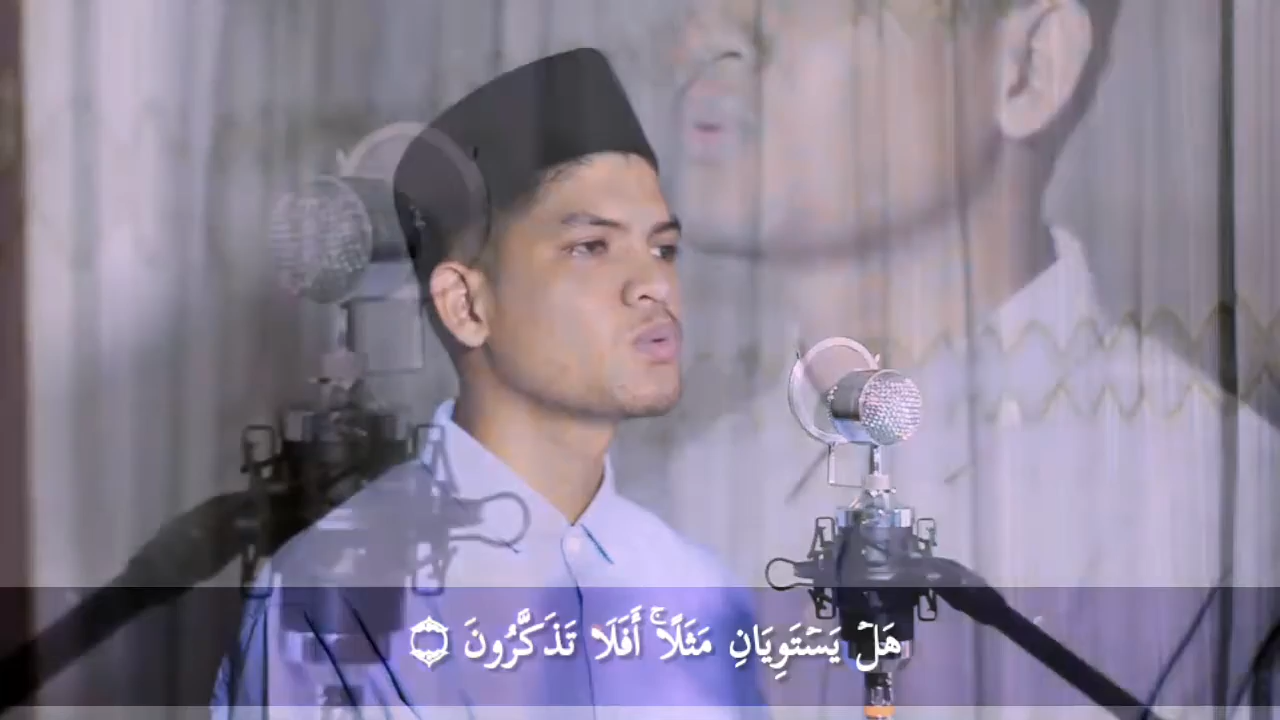 هَلۡ يَسۡتَوِيَانِ مَثَلًاۚ أَفَلَا تَذَكَّرُونَ